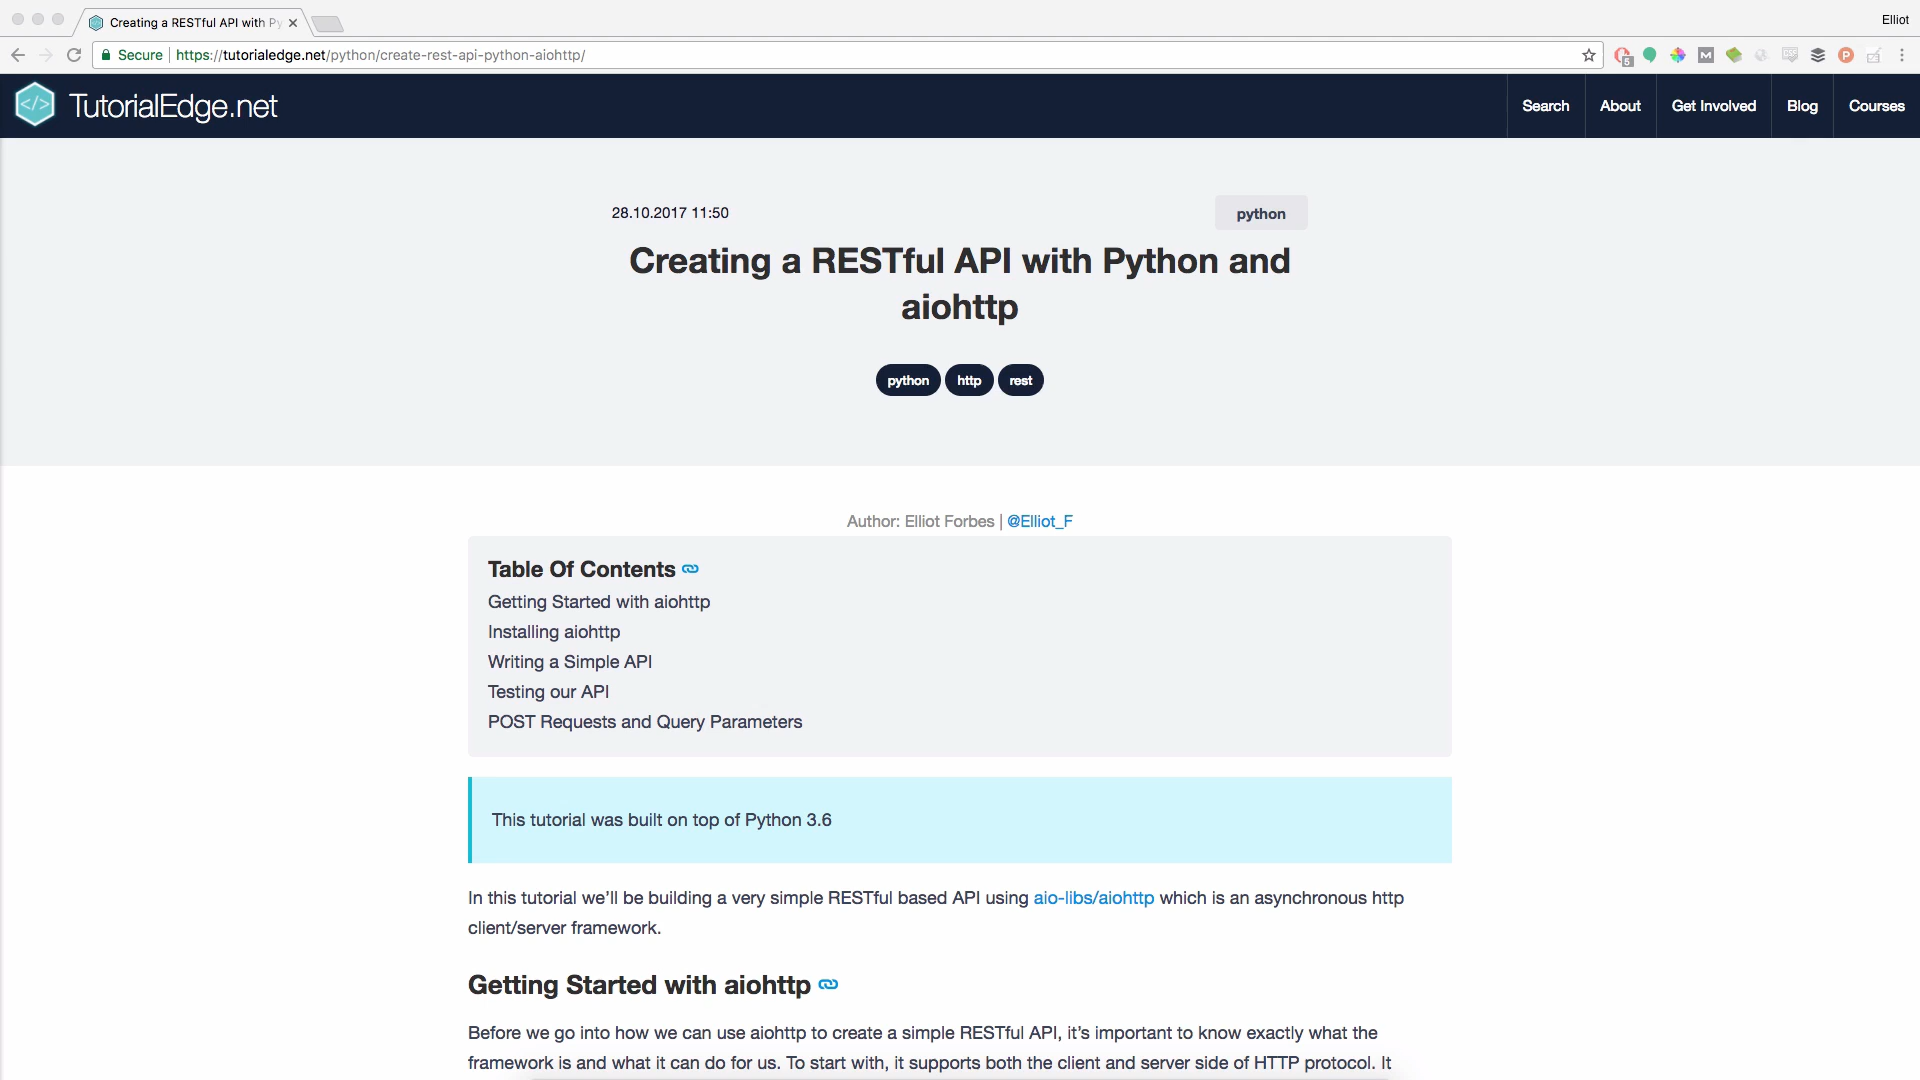 Elliot
Creating a RESTful API with Py
Secure
https://tutorialedge.net/python/create-rest-api-python-aiohttp/
5
M
P
</>
TutorialEdge.net
Search
About
Get Involved
Blog
Courses
28.10.2017 11:50
python
Creating a RESTful API with Python and
aiohttp
python
http
rest
Author: Elliot Forbes | @Elliot_F
Table Of Contents
Getting Started with aiohttp
Installing aiohttp
Writing a Simple API
Testing our API
POST Requests and Query Parameters
This tutorial was built on top of Python 3.6
In this tutorial we’ll be building a very simple RESTful based API using aio-libs/aiohttp which is an asynchronous http
client/server framework.
Getting Started with aiohttp
Before we go into how we can use aiohttp to create a simple RESTful API, it’s important to know exactly what the
framework is and what it can do for us. To start with, it supports both the client and server side of HTTP protocol. It